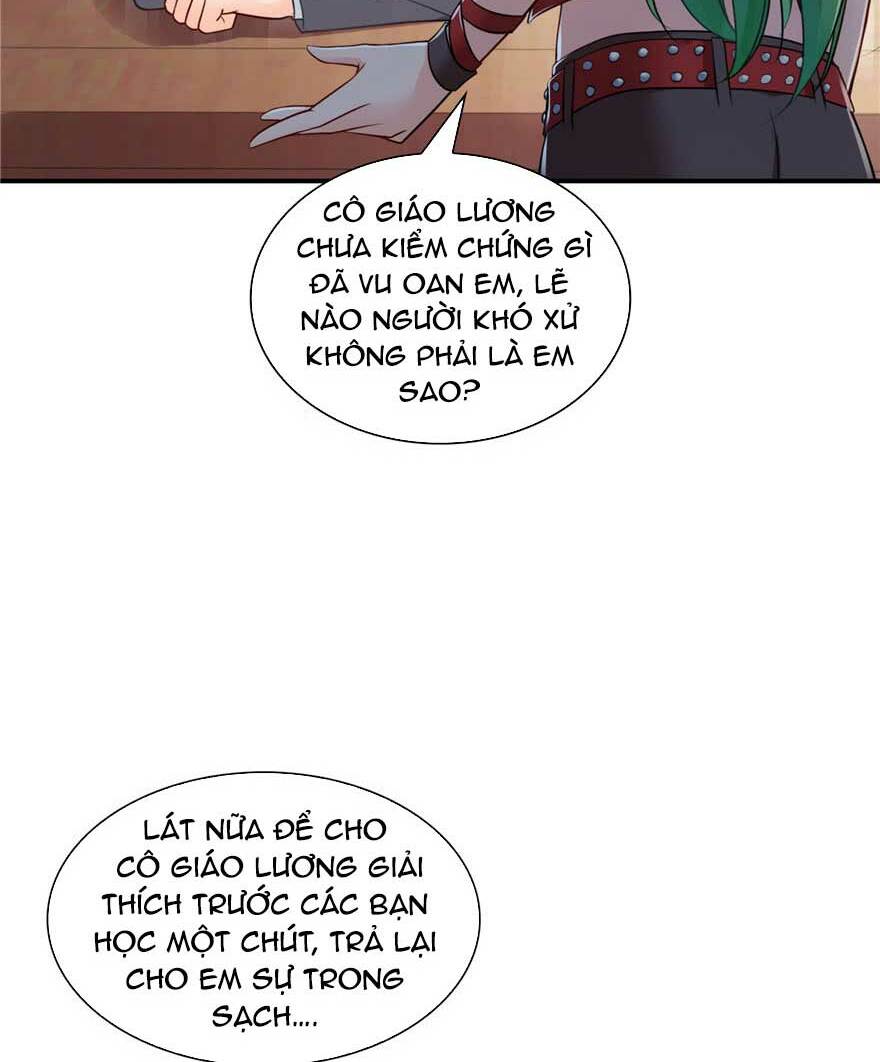 CÔ GIÁO LƯƠNG
CHƯA KIỂM CHỨNG GÌ
ĐÃ VU OAN EM, LẼ
NÀO NGƯỜI KHÓ XỬ
KHÔNG PHẢI LÀ EM
SAO?
LÁT NỮA ĐỂ CHO
CÔ GIÁO LƯƠNG GIẢI
THÍCH TRƯỚC CÁC BẠN
HỌC MỘT CHÚT, TRẢ LẠI
CHO EM SỰ TRONG
SẠCH....